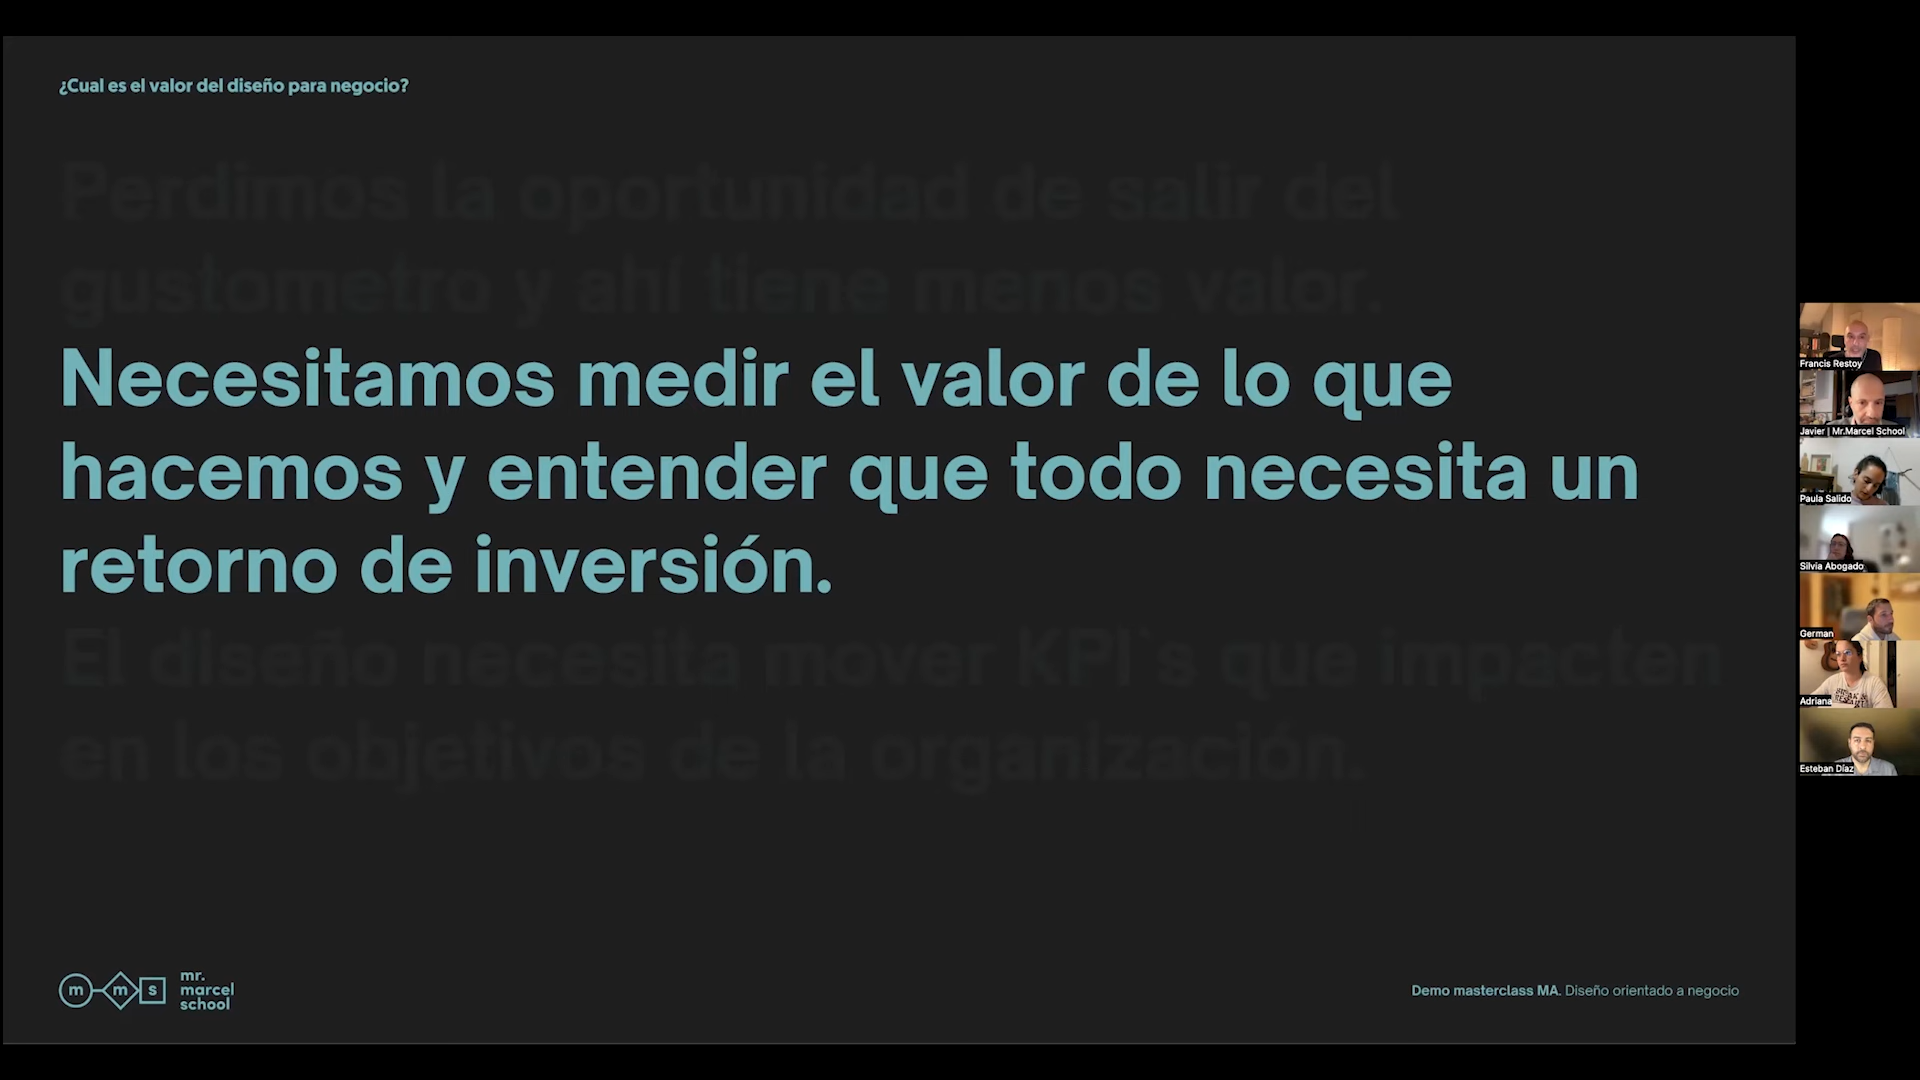 ¿Cual es el valor del diseño para negocio?
Perdimos la oportunidad de salir del
gustometro y ahí tiene menos valor.
Necesitamos medir el valor de lo que
hacemos y entender que todo necesita un
retorno de inversión.
El diseño necesita mover KPI`s que impacten
en los objetivos de la organización.
m m s
mr.
marcel
school
Demo masterclass MA. Diseño orientado a negocio
Francis Restoy
Javier | Mr.Marcel School
Paula Salido
Silvia Abogado
German
Adriana
Esteban Díaz